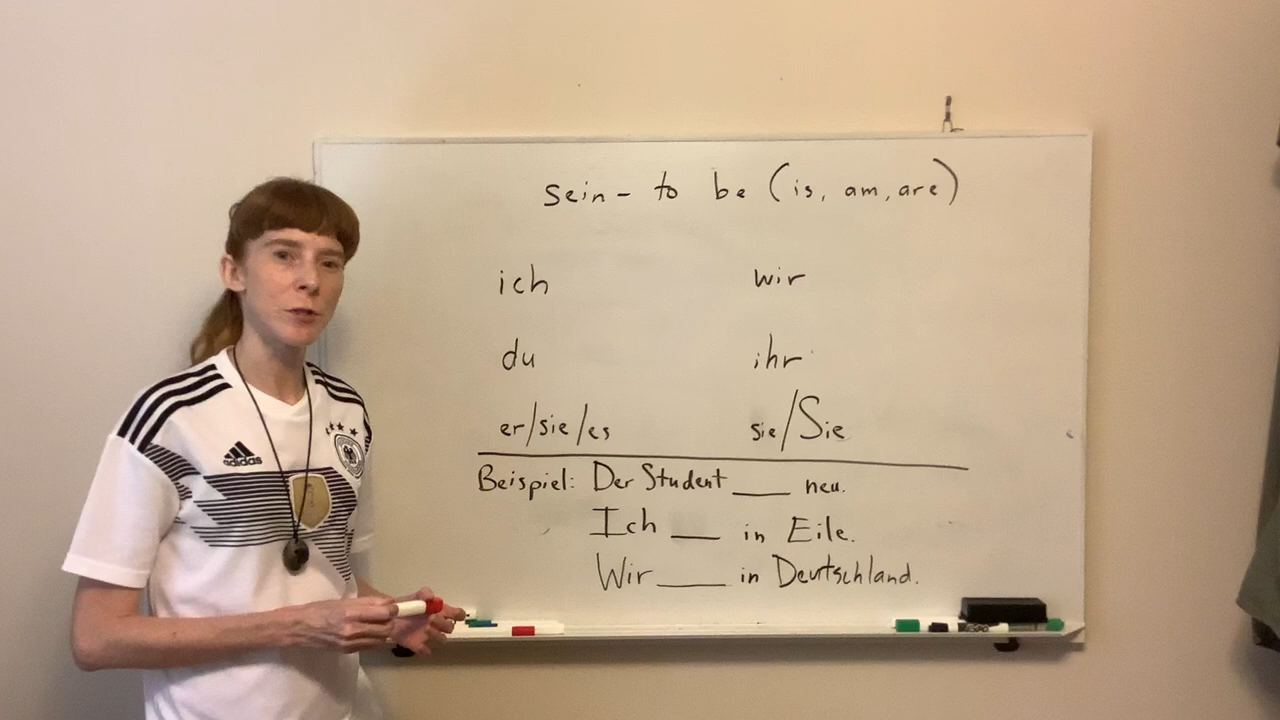 sein - to be (is, am, are)
ich wir
du ihr
er/sie/es sie/Sie
Beispiel: Der Student ___ neu.
Ich ___ in Eile.
Wir ___ in Deutschland.
adidas